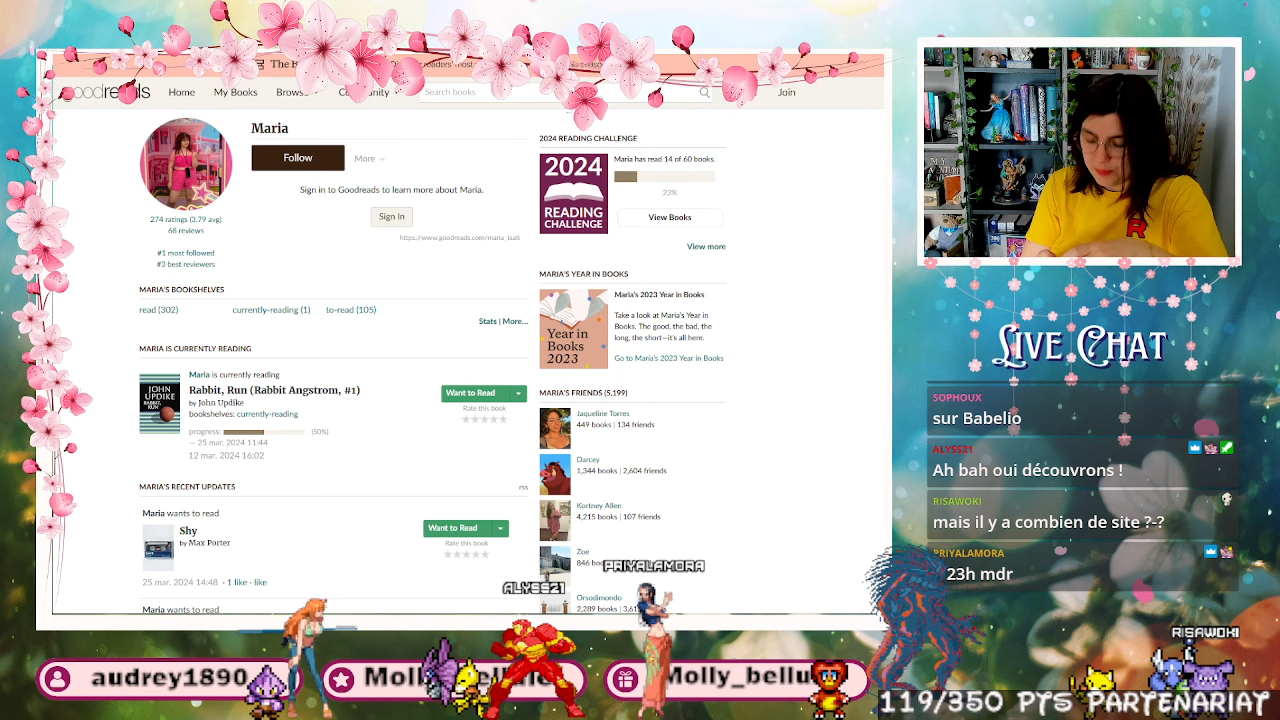 goodreads
Home
My Books
Brows
Search books
Join
Maria
Follow
More
Sign in to Goodreads to learn more about Maria.
Sign In
https://www.goodreads.com/maria_tsalt
274 ratings (3.79 avg)
68 reviews
#1 most followed
#3 best reviewers
MARIA'S BOOKSHELVES
read (302)
currently-reading (1)
to-read (105)
Stats | More...
MARIA IS CURRENTLY READING
Maria is currently reading
JOHN
UPDIKE
RABBIT,
RUN
Rabbit, Run (Rabbit Angstrom, #1)
by John Updike
bookshelves: currently-reading
Want to Read
Rate this book
progress:
(50%)
— 25 mar. 2024 11:44
12 mar. 2024 16:02
MARIA'S RECENT UPDATES
rss
Maria wants to read
Shy
by Max Porter
Want to Read
Rate this book
25 mar. 2024 14:48 · 1 like · like
Maria wants to read
2024 READING CHALLENGE
2024
READING
CHALLENGE
Maria has read 14 of 60 books.
23%
View Books
View more
MARIA'S YEAR IN BOOKS
Year in
Books
2023
Maria's 2023 Year in Books
Take a look at Maria's Year in
Books. The good, the bad, the
long, the short—it's all here.
Go to Maria's 2023 Year in Books
MARIA'S FRIENDS (5,199)
Jaqueline Torres
449 books | 134 friends
Darcey
1,344 books | 2,604 friends
Kortney Allen
4,215 books | 107 friends
Zoe
846 boo
Orsodimondo
2,289 books | 3,61
ALYSS21
PRIYALAMORA
R
LIVE CHAT
SOPHOUX
sur Babelio
ALYSS21
Ah bah oui découvrons !
RISAWOKI
mais il y a combien de site ?-?
PRIYALAMORA
23h mdr
RISAWOKI
audrey1890
Molly_bellu
119/350 PTS PARTENARIAT